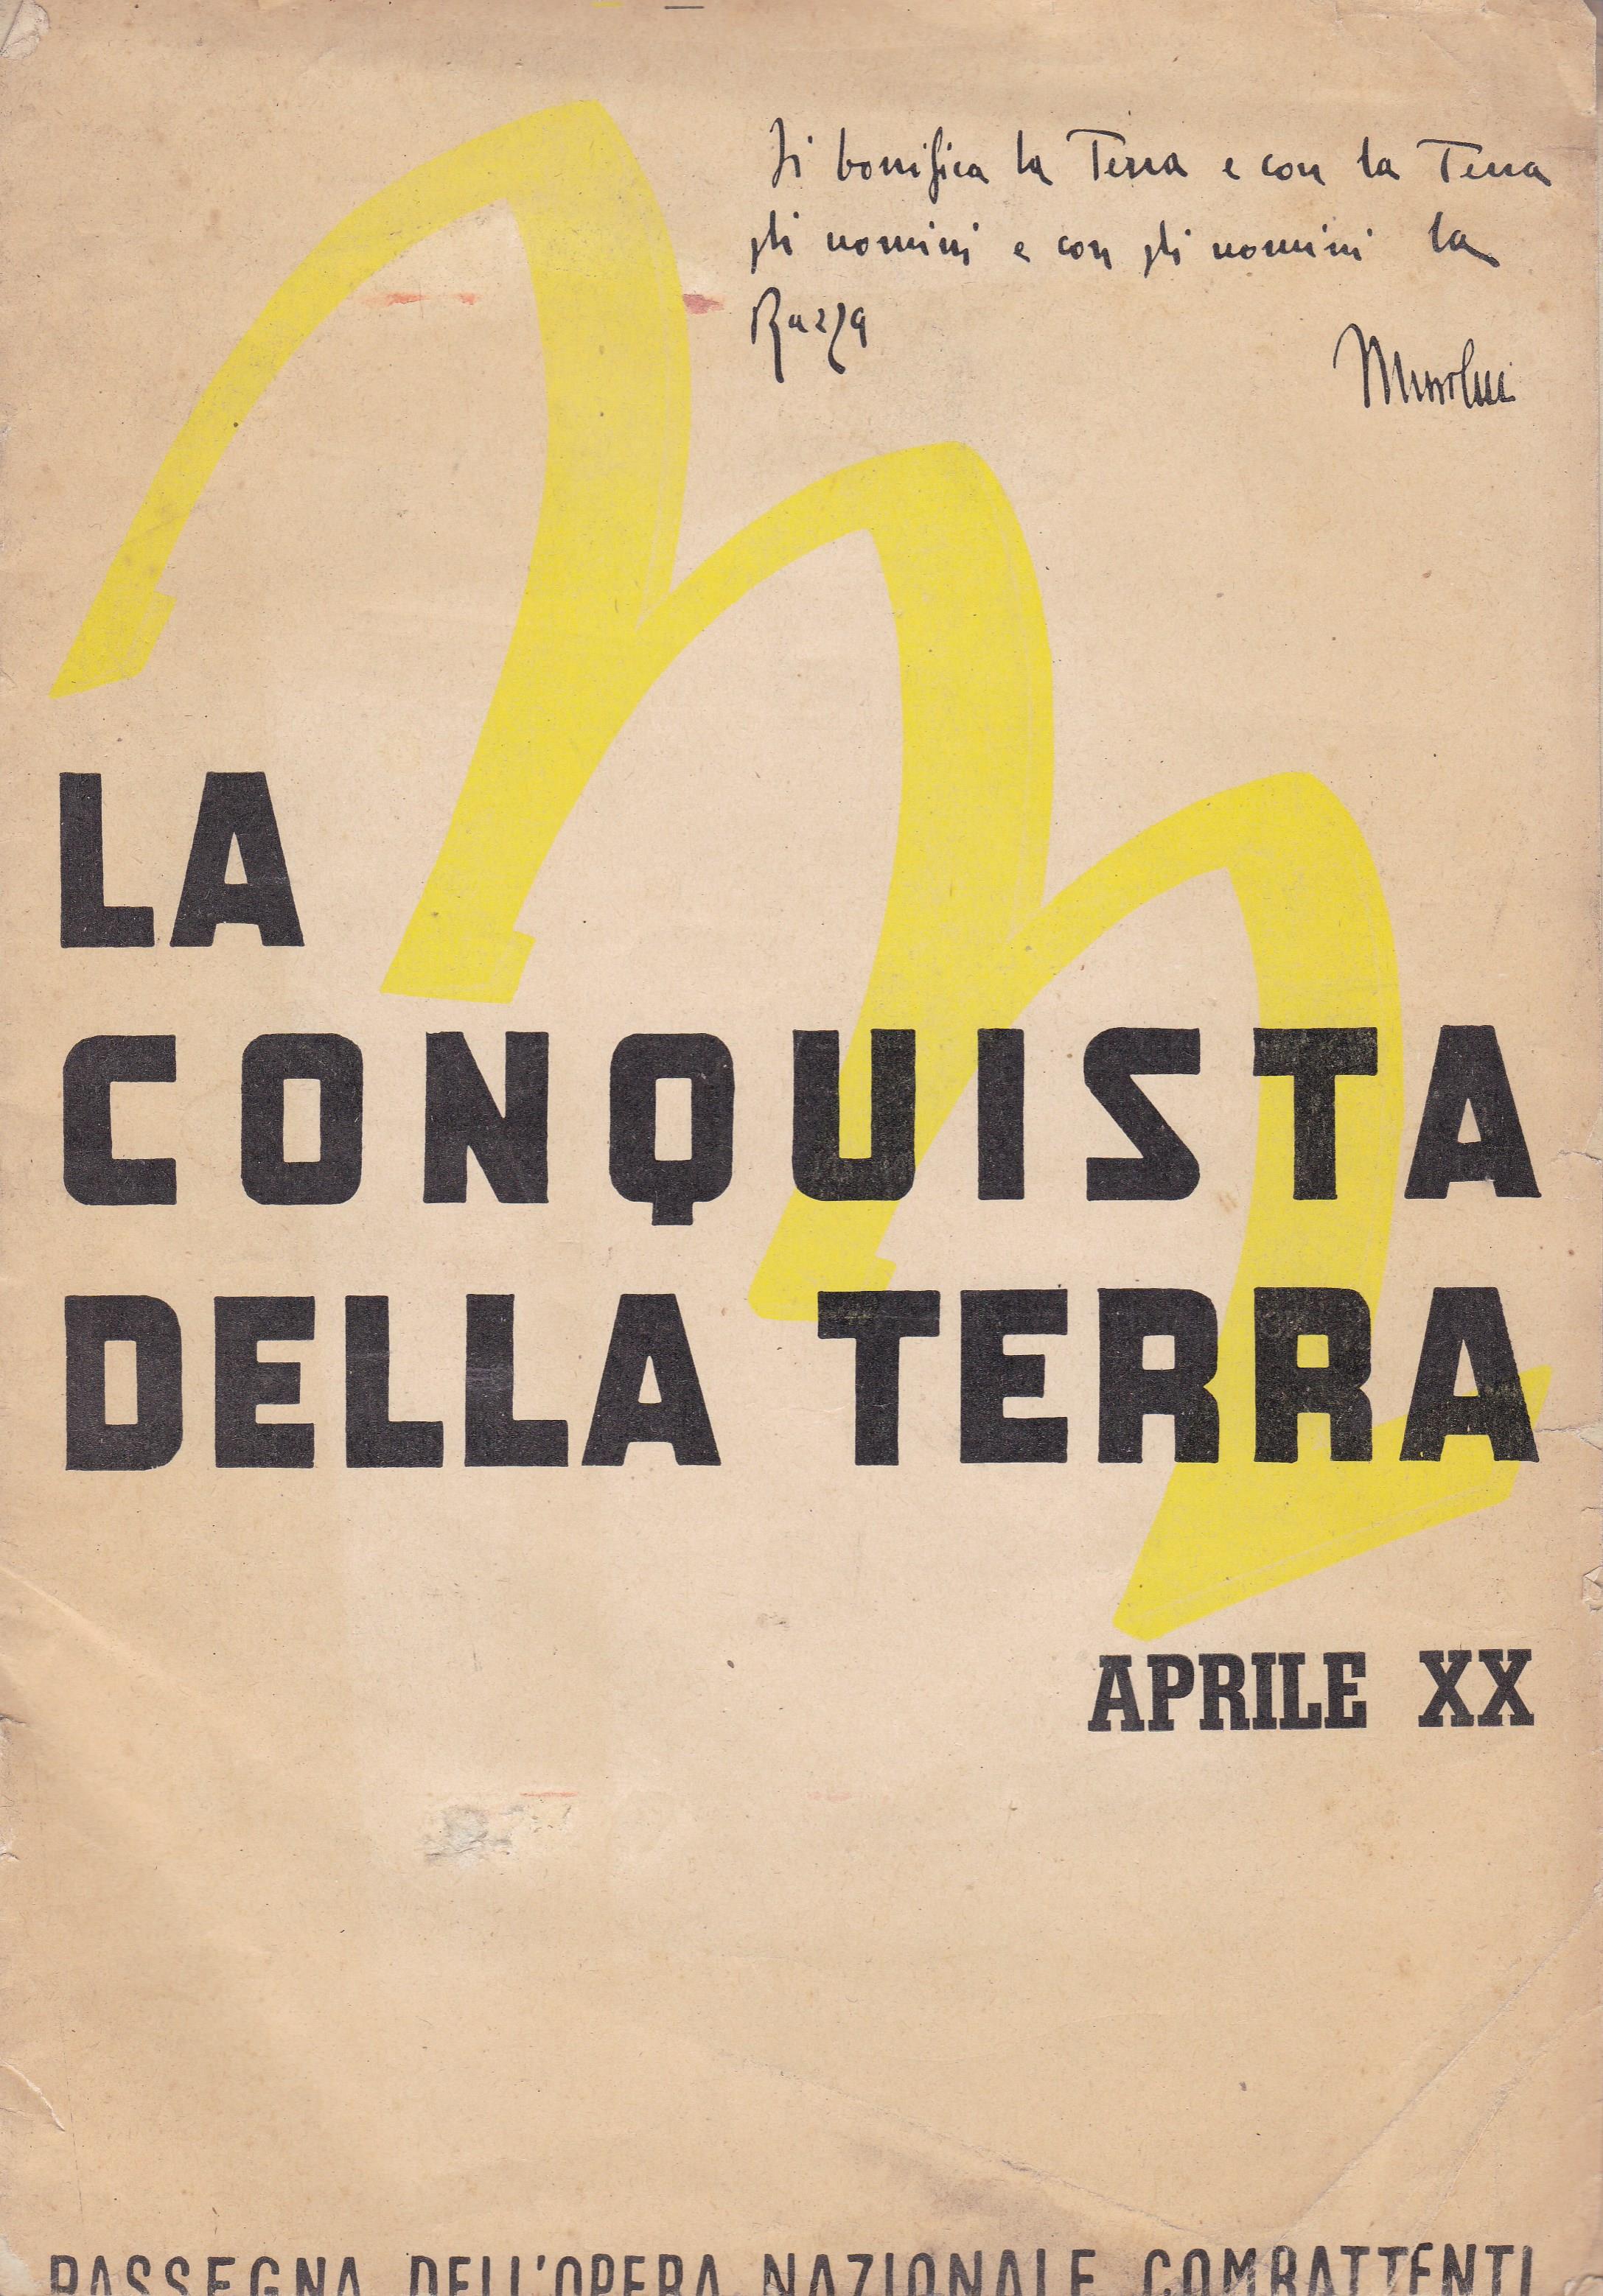 Si bonifica la Terra e con la Terra
gli uomini e con gli uomini la
Razza
Mussolini
LA
CONQUISTA
DELLA TERRA
APRILE XX
RASSEGNA DELL'OPERA NAZIONALE COMBATTENTI